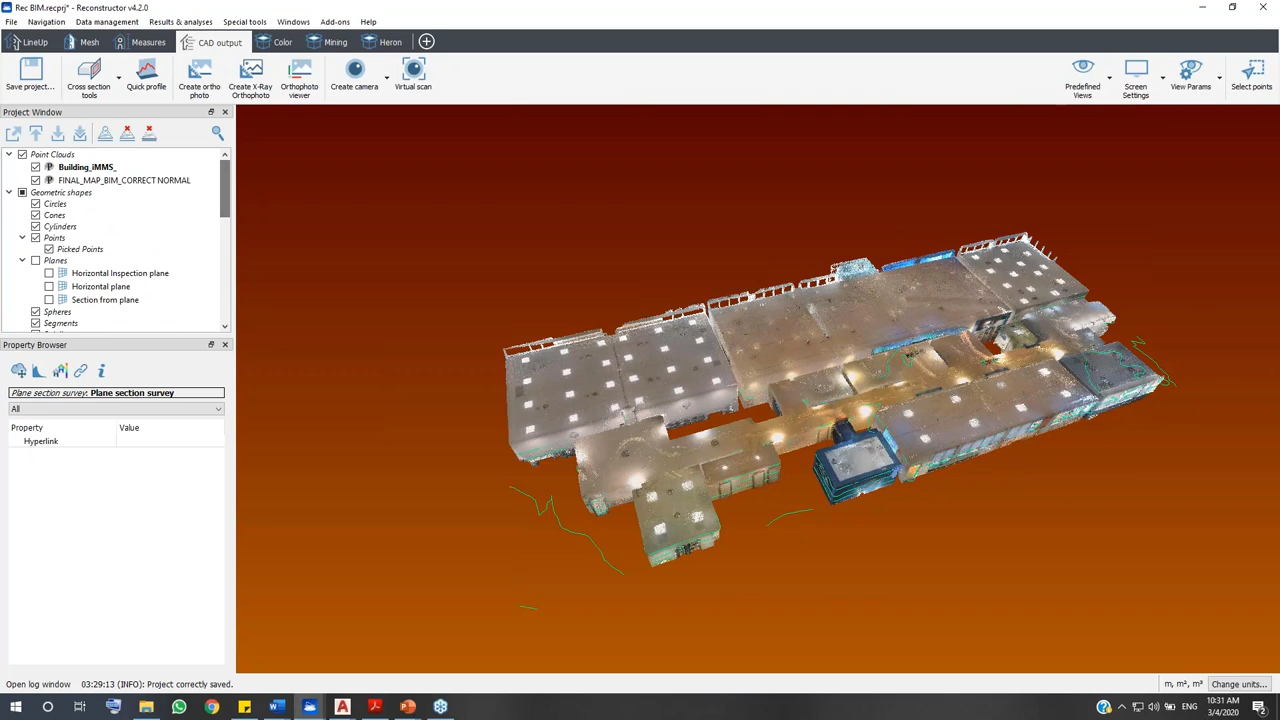 Rec BIM.recprj* - Reconstructor v4.2.0
File Navigation Data management Results & analyses Special tools Windows Add-ons Help
LineUp Mesh Measures CAD output Color Mining Heron
Save project... Cross section tools Quick profile Create ortho photo Create X-Ray Orthophoto Orthophoto viewer Create camera Virtual scan Predefined Views Screen Settings View Params Select points
Project Window
Point Clouds
Building_iMMS_
FINAL_MAP_BIM_CORRECT NORMAL
Geometric shapes
Circles
Cones
Cylinders
Points
Picked Points
Planes
Horizontal Inspection plane
Horizontal plane
Section from plane
Spheres
Segments
Property Browser
Plane section survey: Plane section survey
All
Property Value
Hyperlink
Open log window 03:29:13 (INFO): Project correctly saved. m, m², m³ Change units...
ENG 10:31 AM
3/4/2020
2